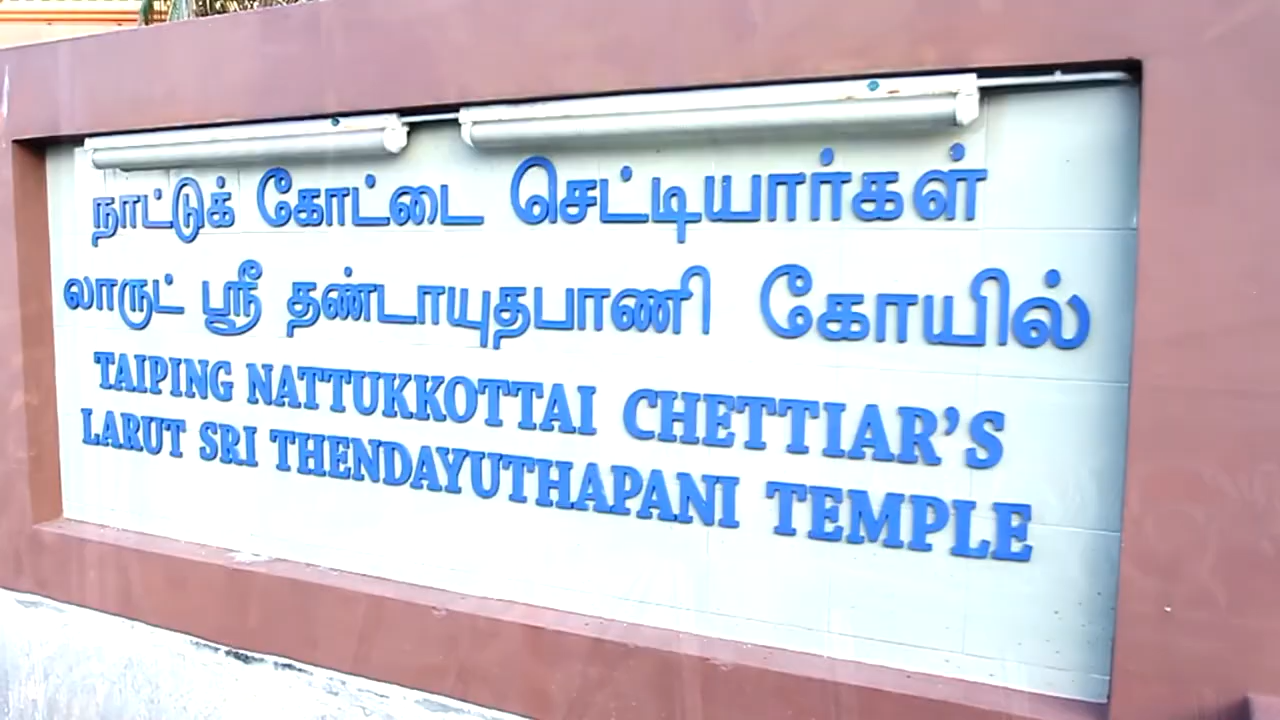 நாட்டுக் கோட்டை செட்டியார்கள்
லாருட் ஸ்ரீ தண்டாயுதபாணி கோயில்
TAIPING NATTUKKOTTAI CHETTIAR'S
LARUT SRI THENDAYUTHAPANI TEMPLE